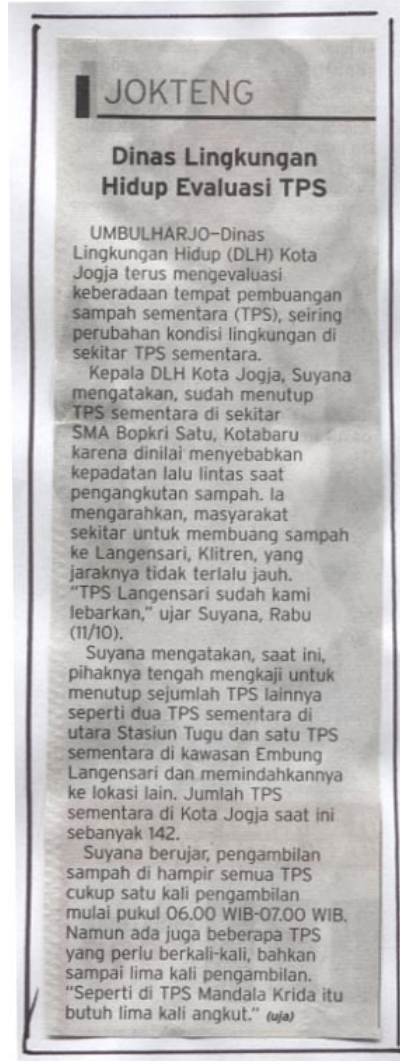 JOKTENG
Dinas Lingkungan
Hidup Evaluasi TPS
UMBULHARJO—Dinas
Lingkungan Hidup (DLH) Kota
Jogja terus mengevaluasi
keberadaan tempat pembuangan
sampah sementara (TPS), seiring
perubahan kondisi lingkungan di
sekitar TPS sementara.
Kepala DLH Kota Jogja, Suyana
mengatakan, sudah menutup
TPS sementara di sekitar
SMA Bopkri Satu, Kotabaru
karena dinilai menyebabkan
kepadatan lalu lintas saat
pengangkutan sampah. Ia
mengarahkan, masyarakat
sekitar untuk membuang sampah
ke Langensari, Klitren, yang
jaraknya tidak terlalu jauh.
"TPS Langensari sudah kami
lebarkan," ujar Suyana, Rabu
(11/10).
Suyana mengatakan, saat ini,
pihaknya tengah mengkaji untuk
menutup sejumlah TPS lainnya
seperti dua TPS sementara di
utara Stasiun Tugu dan satu TPS
sementara di kawasan Embung
Langensari dan memindahkannya
ke lokasi lain. Jumlah TPS
sementara di Kota Jogja saat ini
sebanyak 142.
Suyana berujar, pengambilan
sampah di hampir semua TPS
cukup satu kali pengambilan
mulai pukul 06.00 WIB-07.00 WIB.
Namun ada juga beberapa TPS
yang perlu berkali-kali, bahkan
sampai lima kali pengambilan.
"Seperti di TPS Mandala Krida itu
butuh lima kali angkut." (uja)